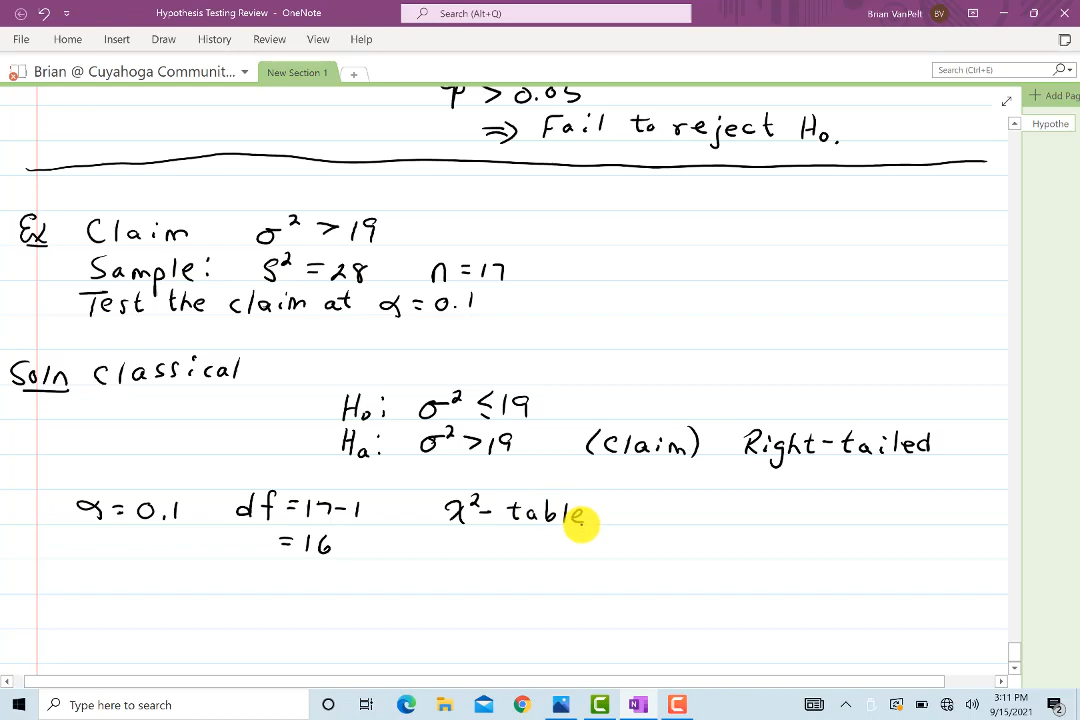 Hypothesis Testing Review - OneNote
Search (Alt+Q)
Brian VanPelt
BV
File Home Insert Draw History Review View Help
Brian @ Cuyahoga Communit...
New Section 1
Search (Ctrl+E)
Add Pag
Hypothe
P > 0.05
⇒ Fail to reject H₀.
Ex Claim σ² > 19
Sample: S² = 28 n = 17
Test the claim at α = 0.1
Soln Classical
H₀: σ² ≤ 19
Hₐ: σ² > 19 (Claim) Right-tailed
α = 0.1 df = 17 - 1 χ² - table
= 16
Type here to search
3:11 PM
9/15/2021
2